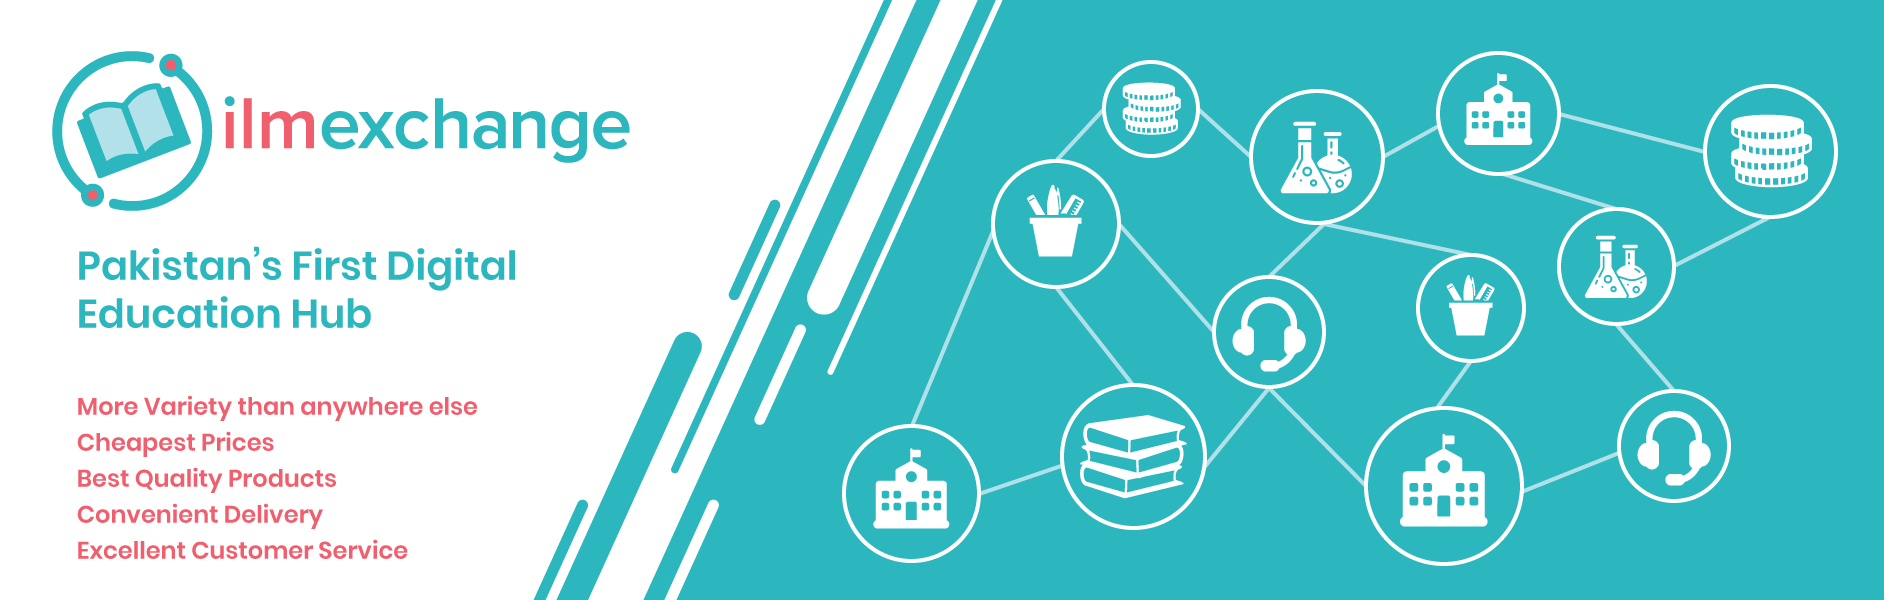 ilmexchange
Pakistan’s First Digital
Education Hub
More Variety than anywhere else
Cheapest Prices
Best Quality Products
Convenient Delivery
Excellent Customer Service